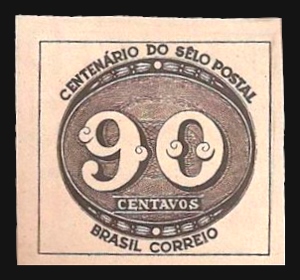 CENTENÁRIO DO SÊLO POSTAL
90
CENTAVOS
BRASIL CORREIO